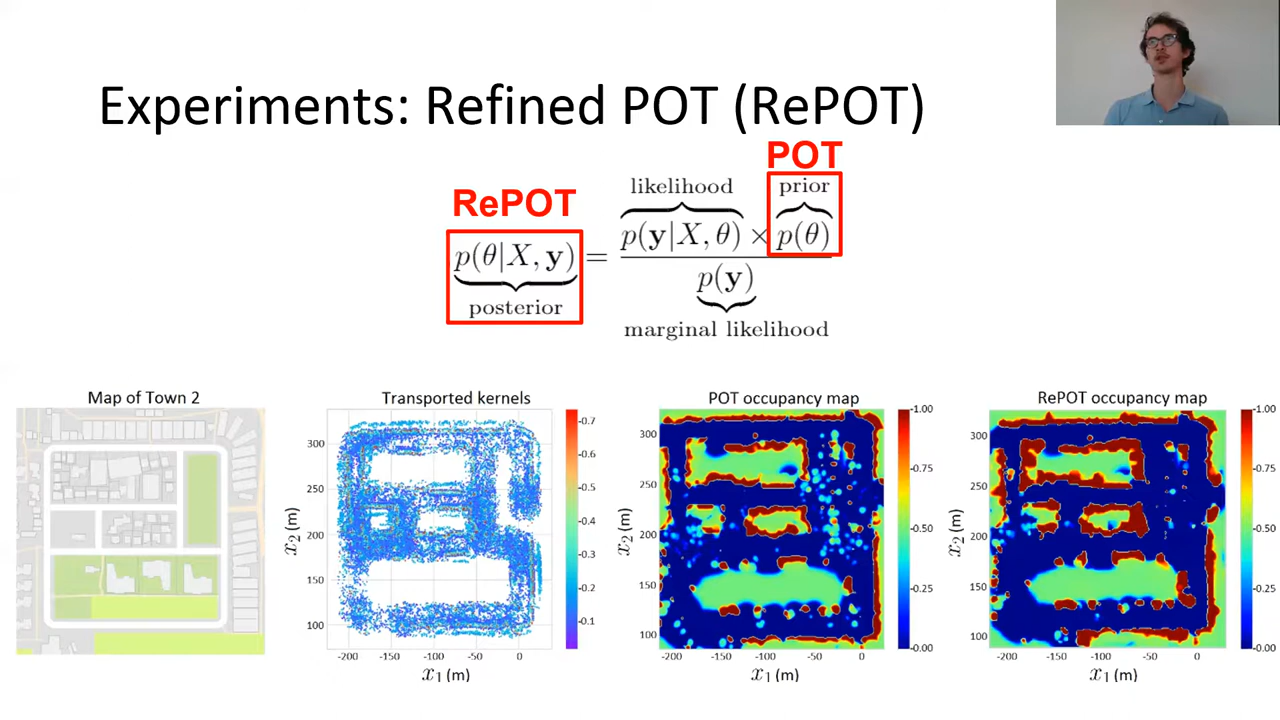 Experiments: Refined POT (RePOT)
POT
RePOT
likelihood
prior
p(y|X, θ) × p(θ)
p(θ|X, y) =
p(y)
posterior
marginal likelihood
Map of Town 2
Transported kernels
300
250
200
150
100
-200 -150 -100 -50 0
x₂ (m)
x₁ (m)
0.7
0.6
0.5
0.4
0.3
0.2
0.1
POT occupancy map
300
250
200
150
100
-200 -150 -100 -50 0
x₂ (m)
x₁ (m)
1.00
0.75
0.50
0.25
0.00
RePOT occupancy map
300
250
200
150
100
-200 -150 -100 -50 0
x₂ (m)
x₁ (m)
1.00
0.75
0.50
0.25
0.00